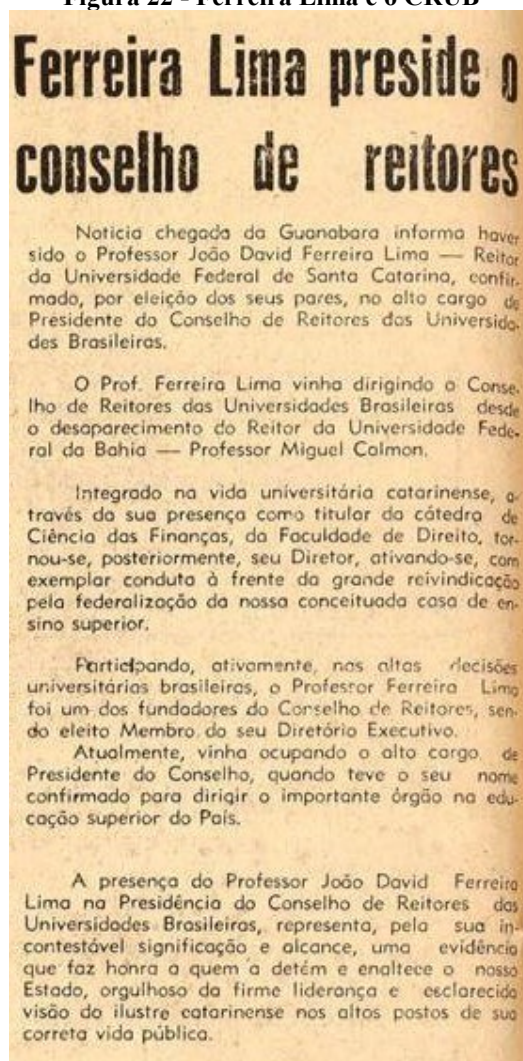 Figura 22 - Ferreira Lima e o CRUB
Ferreira Lima preside o
conselho de reitores
Noticia chegada da Guanabara informa haver
sido o Professor João David Ferreira Lima — Reitor
da Universidade Federal de Santa Catarina, confir-
mado, por eleição dos seus pares, no alto cargo de
Presidente do Conselho de Reitores das Universida-
des Brasileiras.
O Prof. Ferreira Lima vinha dirigindo o Conse-
lho de Reitores das Universidades Brasileiras desde
o desaparecimento do Reitor da Universidade Fede-
ral da Bahia — Professor Miguel Calmon.
Integrado na vida universitária catarinense, a-
través da sua presença como titular da cátedra de
Ciência das Finanças, da Faculdade de Direito, tor-
nou-se, posteriormente, seu Diretor, ativando-se, com
exemplar conduta à frente da grande reivindicação
pela federalização da nossa conceituada casa de en-
sino superior.
Participando, ativamente, nas altas decisões
universitárias brasileiras, o Professor Ferreira Lima
foi um dos fundadores do Conselho de Reitores, sen-
do eleito Membro do seu Diretório Executivo.
Atualmente, vinha ocupando o alto cargo de
Presidente do Conselho, quando teve o seu nome
confirmado para dirigir o importante órgão na edu-
cação superior do País.
A presença do Professor João David Ferreira
Lima na Presidência do Conselho de Reitores das
Universidades Brasileiras, representa, pela sua in-
contestável significação e alcance, uma evidência
que faz honra a quem a detém e enaltece o nosso
Estado, orgulhoso da firme liderança e esclarecida
visão do ilustre catarinense nos altos postos de sua
correta vida pública.